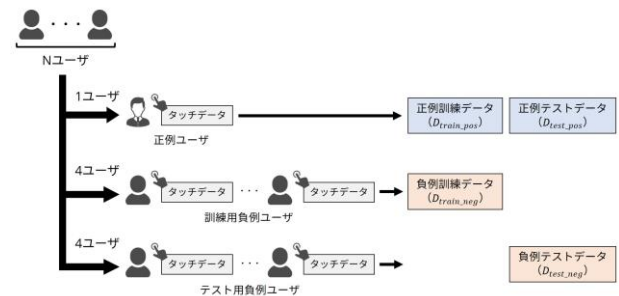 ・・・
Nユーザ
1ユーザ
タッチデータ
正例ユーザ
正例訓練データ
(D_train_pos)
正例テストデータ
(D_test_pos)
4ユーザ
タッチデータ ・・・ タッチデータ
訓練用負例ユーザ
負例訓練データ
(D_train_neg)
4ユーザ
タッチデータ ・・・ タッチデータ
テスト用負例ユーザ
負例テストデータ
(D_test_neg)